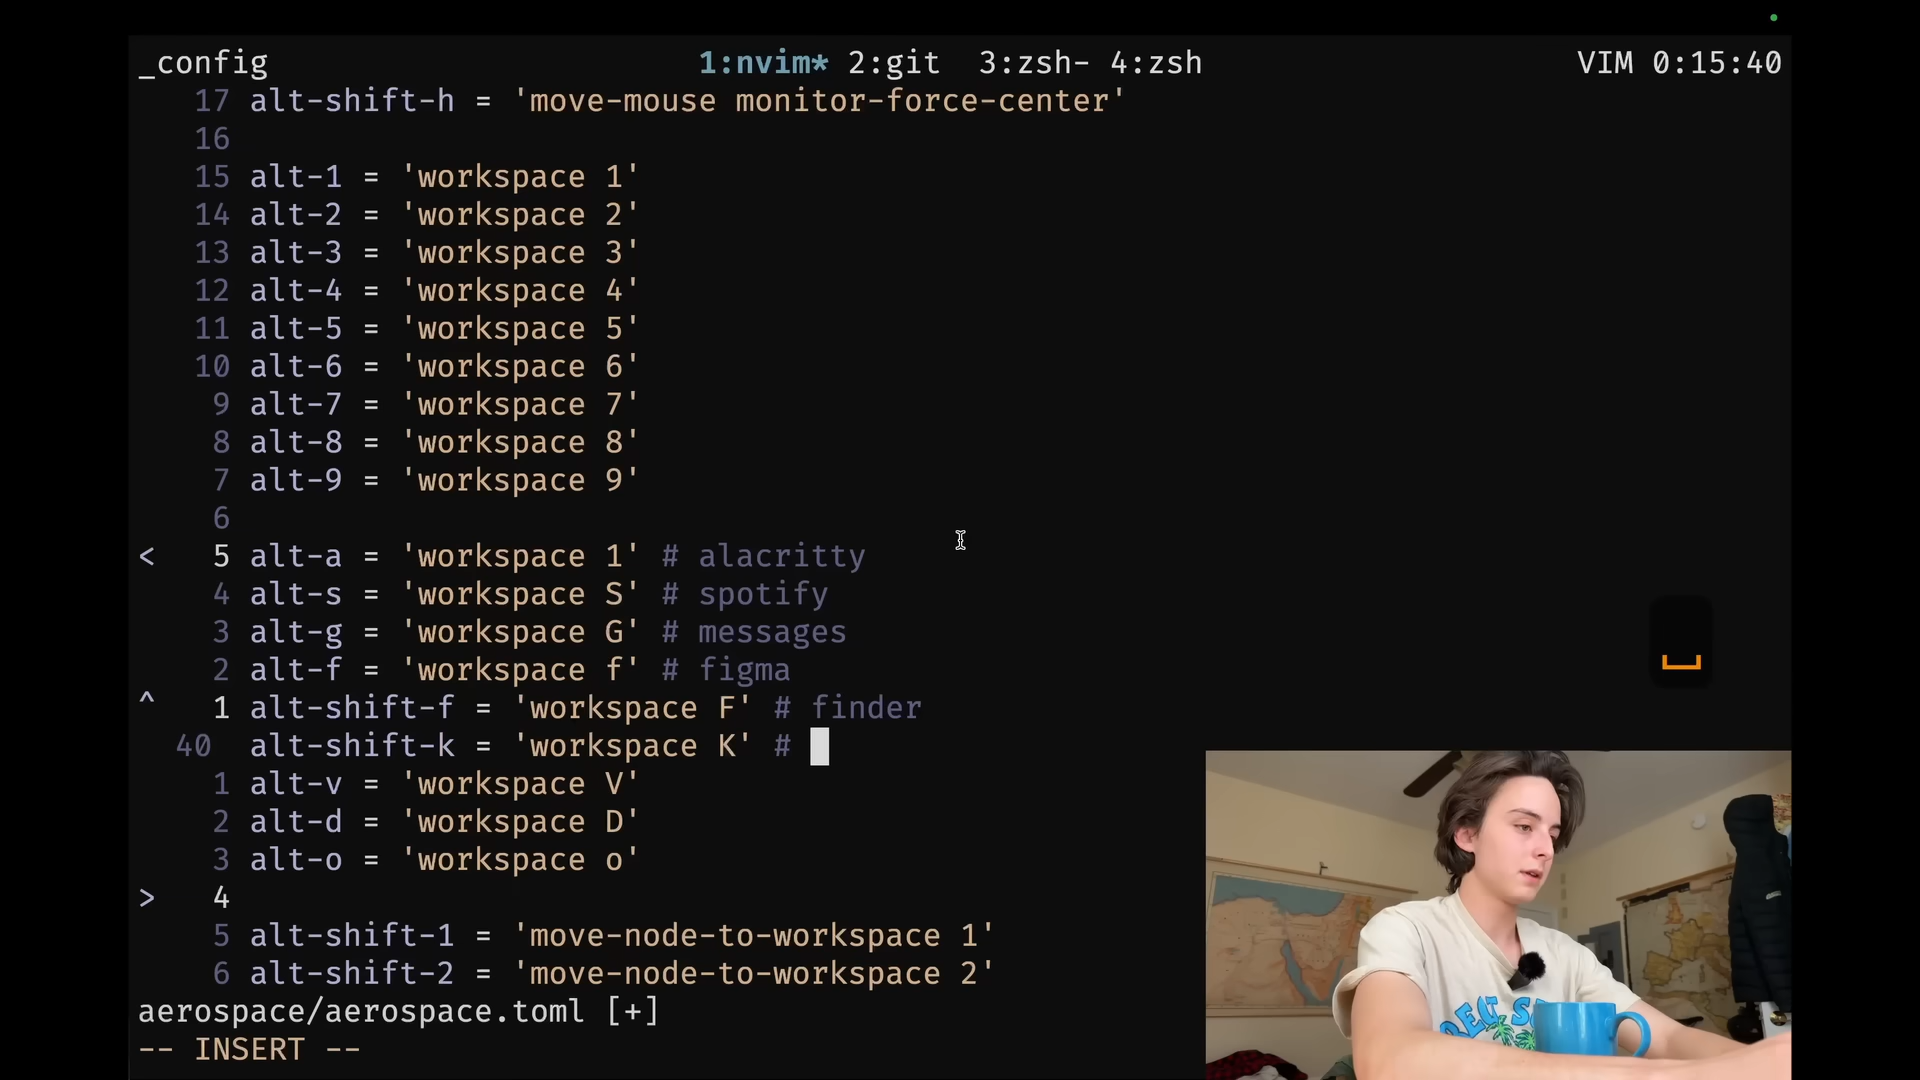 _config 1:nvim* 2:git 3:zsh- 4:zsh VIM 0:15:40
17 alt-shift-h = 'move-mouse monitor-force-center'
16
15 alt-1 = 'workspace 1'
14 alt-2 = 'workspace 2'
13 alt-3 = 'workspace 3'
12 alt-4 = 'workspace 4'
11 alt-5 = 'workspace 5'
10 alt-6 = 'workspace 6'
9 alt-7 = 'workspace 7'
8 alt-8 = 'workspace 8'
7 alt-9 = 'workspace 9'
6
< 5 alt-a = 'workspace 1' # alacritty
4 alt-s = 'workspace S' # spotify
3 alt-g = 'workspace G' # messages
2 alt-f = 'workspace f' # figma
^ 1 alt-shift-f = 'workspace F' # finder
40 alt-shift-k = 'workspace K' #
1 alt-v = 'workspace V'
2 alt-d = 'workspace D'
3 alt-o = 'workspace o'
> 4
5 alt-shift-1 = 'move-node-to-workspace 1'
6 alt-shift-2 = 'move-node-to-workspace 2'
aerospace/aerospace.toml [+]
-- INSERT --